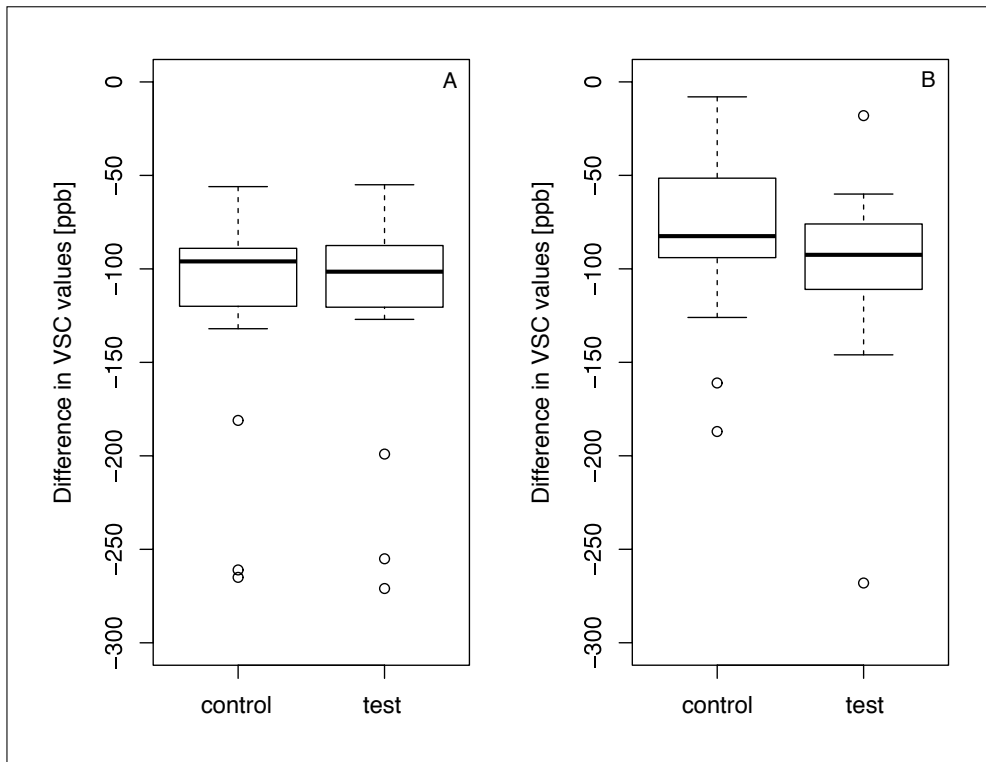 A
Difference in VSC values [ppb]
0
−50
−100
−150
−200
−250
−300
control test
B
Difference in VSC values [ppb]
0
−50
−100
−150
−200
−250
−300
control test